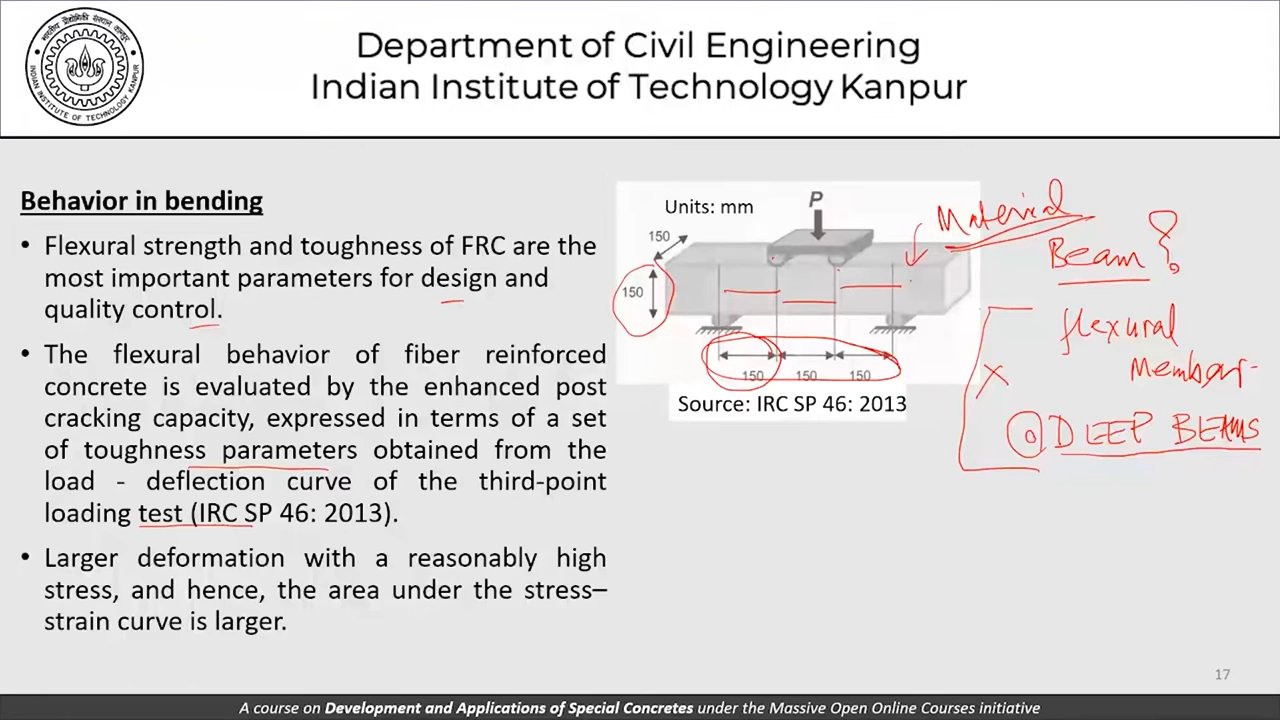 Department of Civil Engineering
Indian Institute of Technology Kanpur
INDIAN INSTITUTE OF TECHNOLOGY KANPUR
Behavior in bending
• Flexural strength and toughness of FRC are the
most important parameters for design and
quality control.
• The flexural behavior of fiber reinforced
concrete is evaluated by the enhanced post
cracking capacity, expressed in terms of a set
of toughness parameters obtained from the
load - deflection curve of the third-point
loading test (IRC SP 46: 2013).
• Larger deformation with a reasonably high
stress, and hence, the area under the stress–
strain curve is larger.
Units: mm
P
150
150
150 150 150
Source: IRC SP 46: 2013
Material
Beam ?
flexural
Member
DEEP BEAMS
17
A course on Development and Applications of Special Concretes under the Massive Open Online Courses initiative